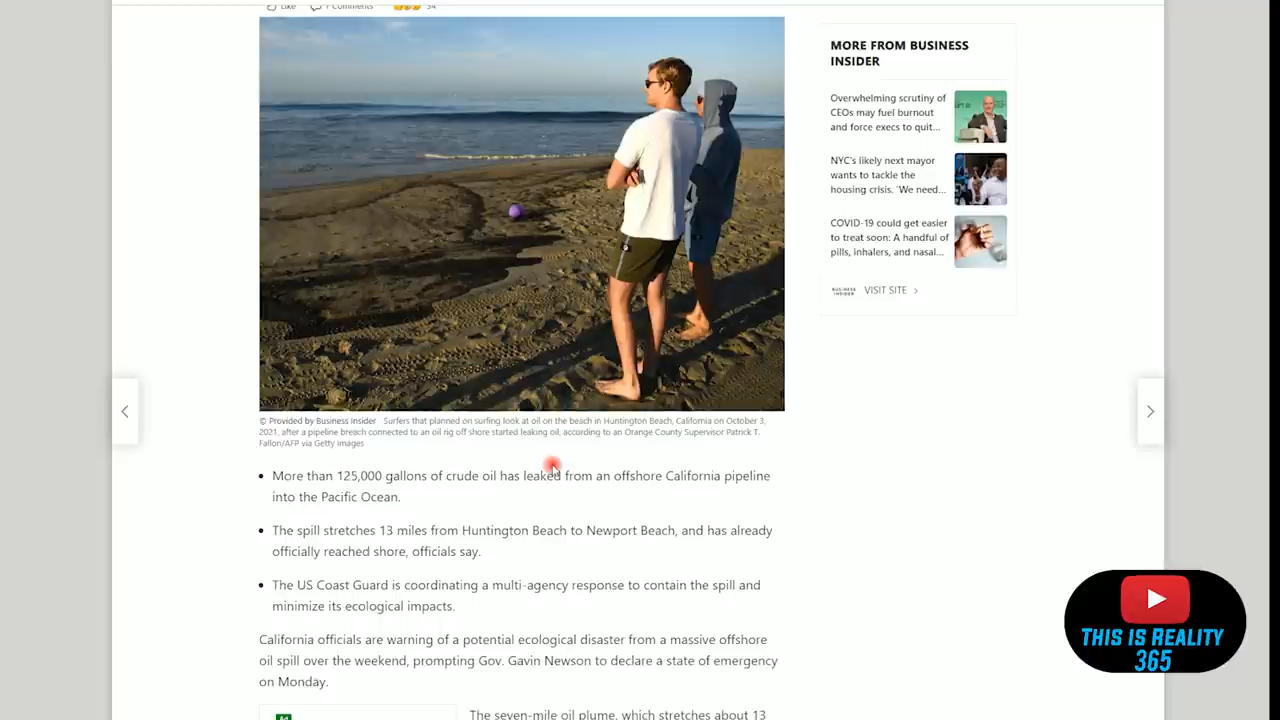 Like
7 Comments
34
© Provided by Business Insider Surfers that planned on surfing look at oil on the beach in Huntington Beach, California on October 3,
2021, after a pipeline breach connected to an oil rig off shore started leaking oil, according to an Orange County Supervisor Patrick T.
Fallon/AFP via Getty Images
• More than 125,000 gallons of crude oil has leaked from an offshore California pipeline
into the Pacific Ocean.
• The spill stretches 13 miles from Huntington Beach to Newport Beach, and has already
officially reached shore, officials say.
• The US Coast Guard is coordinating a multi-agency response to contain the spill and
minimize its ecological impacts.
California officials are warning of a potential ecological disaster from a massive offshore
oil spill over the weekend, prompting Gov. Gavin Newson to declare a state of emergency
on Monday.
Ad
The seven-mile oil plume, which stretches about 13
MORE FROM BUSINESS
INSIDER
Overwhelming scrutiny of
CEOs may fuel burnout
and force execs to quit...
NYC's likely next mayor
wants to tackle the
housing crisis. 'We need...
COVID-19 could get easier
to treat soon: A handful of
pills, inhalers, and nasal...
BUSINESS
INSIDER
VISIT SITE
THIS IS REALITY
365